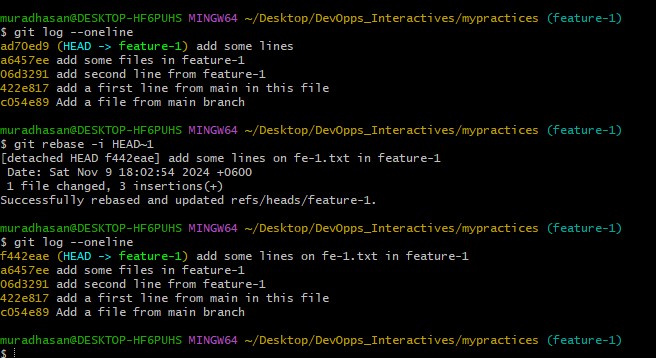 muradhasan@DESKTOP-HF6PUHS MINGW64 ~/Desktop/DevOpps_Interactives/mypractices (feature-1)
$ git log --oneline
ad70ed9 (HEAD -> feature-1) add some lines
a6457ee add some files in feature-1
06d3291 add second line from feature-1
422e817 add a first line from main in this file
c054e89 Add a file from main branch
muradhasan@DESKTOP-HF6PUHS MINGW64 ~/Desktop/DevOpps_Interactives/mypractices (feature-1)
$ git rebase -i HEAD~1
[detached HEAD f442eae] add some lines on fe-1.txt in feature-1
Date: Sat Nov 9 18:02:54 2024 +0600
1 file changed, 3 insertions(+)
Successfully rebased and updated refs/heads/feature-1.
muradhasan@DESKTOP-HF6PUHS MINGW64 ~/Desktop/DevOpps_Interactives/mypractices (feature-1)
$ git log --oneline
f442eae (HEAD -> feature-1) add some lines on fe-1.txt in feature-1
a6457ee add some files in feature-1
06d3291 add second line from feature-1
422e817 add a first line from main in this file
c054e89 Add a file from main branch
muradhasan@DESKTOP-HF6PUHS MINGW64 ~/Desktop/DevOpps_Interactives/mypractices (feature-1)
$